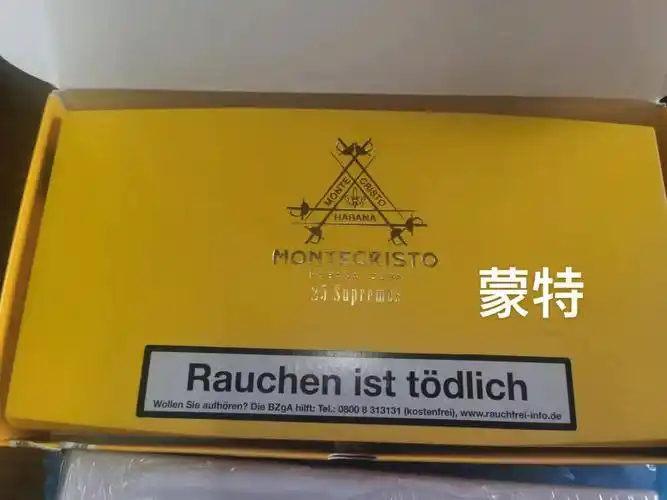 MONTE CRISTO
HABANA
MONTECRISTO
25 Supremos
蒙特
Rauchen ist tödlich
Wollen Sie aufhören? Die BZgA hilft: Tel.: 0800 8 313131 (kostenfrei), www.rauchfrei-info.de